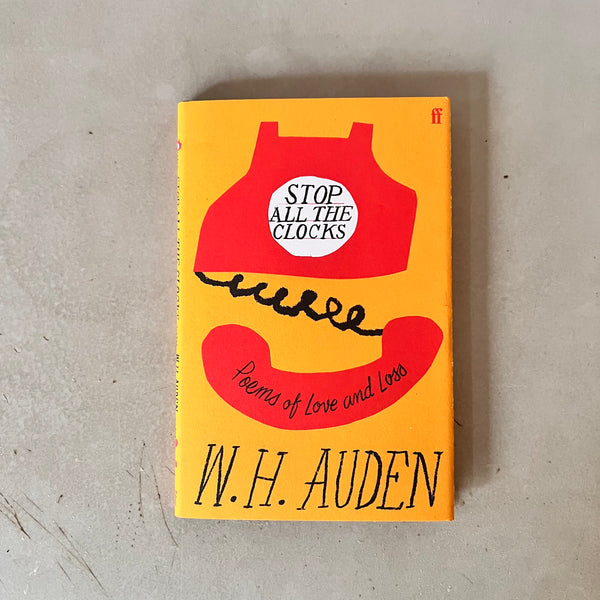 ff
STOP
ALL THE
CLOCKS
Poems of Love and Loss
W.H. AUDEN